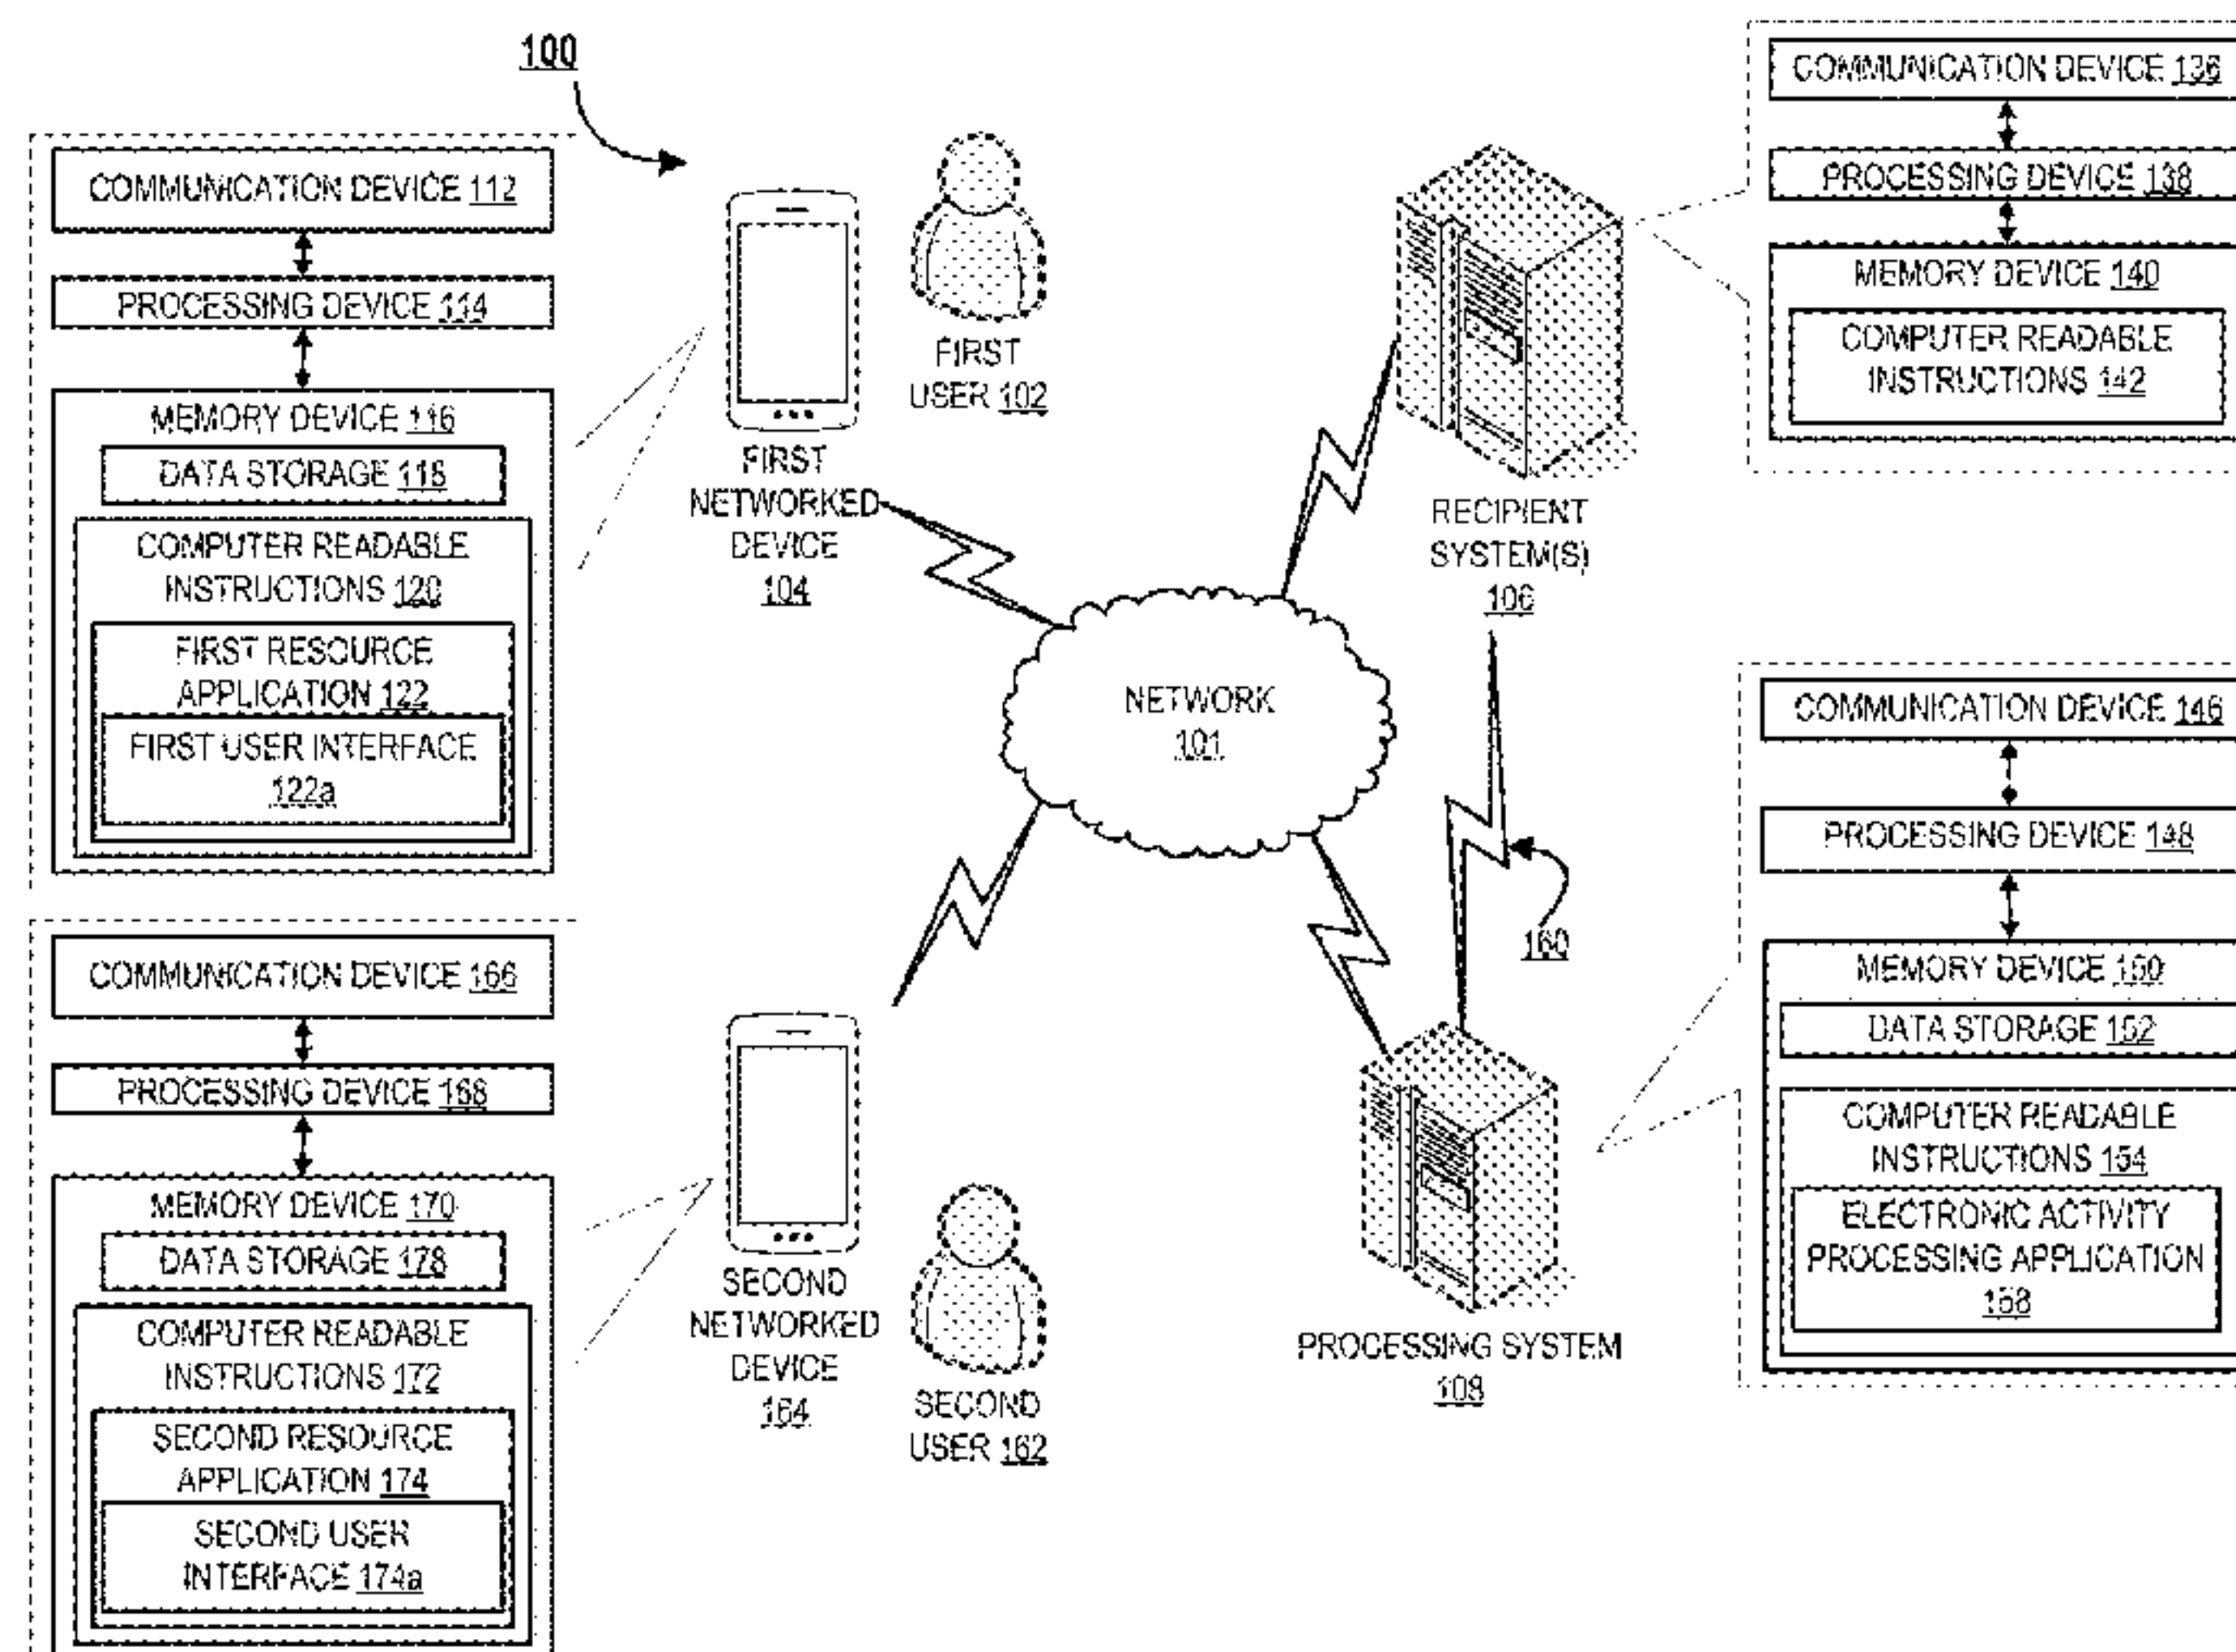 100
COMMUNICATION DEVICE 112
PROCESSING DEVICE 114
MEMORY DEVICE 116
DATA STORAGE 118
COMPUTER READABLE
INSTRUCTIONS 120
FIRST RESOURCE
APPLICATION 122
FIRST USER INTERFACE
122a
FIRST
USER 102
FIRST
NETWORKED
DEVICE
104
RECIPIENT
SYSTEM(S)
106
COMMUNICATION DEVICE 136
PROCESSING DEVICE 138
MEMORY DEVICE 140
COMPUTER READABLE
INSTRUCTIONS 142
NETWORK
101
160
COMMUNICATION DEVICE 146
PROCESSING DEVICE 148
MEMORY DEVICE 150
DATA STORAGE 152
COMPUTER READABLE
INSTRUCTIONS 154
ELECTRONIC ACTIVITY
PROCESSING APPLICATION
158
COMMUNICATION DEVICE 166
PROCESSING DEVICE 168
MEMORY DEVICE 170
DATA STORAGE 178
COMPUTER READABLE
INSTRUCTIONS 172
SECOND RESOURCE
APPLICATION 174
SECOND USER
INTERFACE 174a
SECOND
NETWORKED
DEVICE
164
SECOND
USER 162
PROCESSING SYSTEM
108